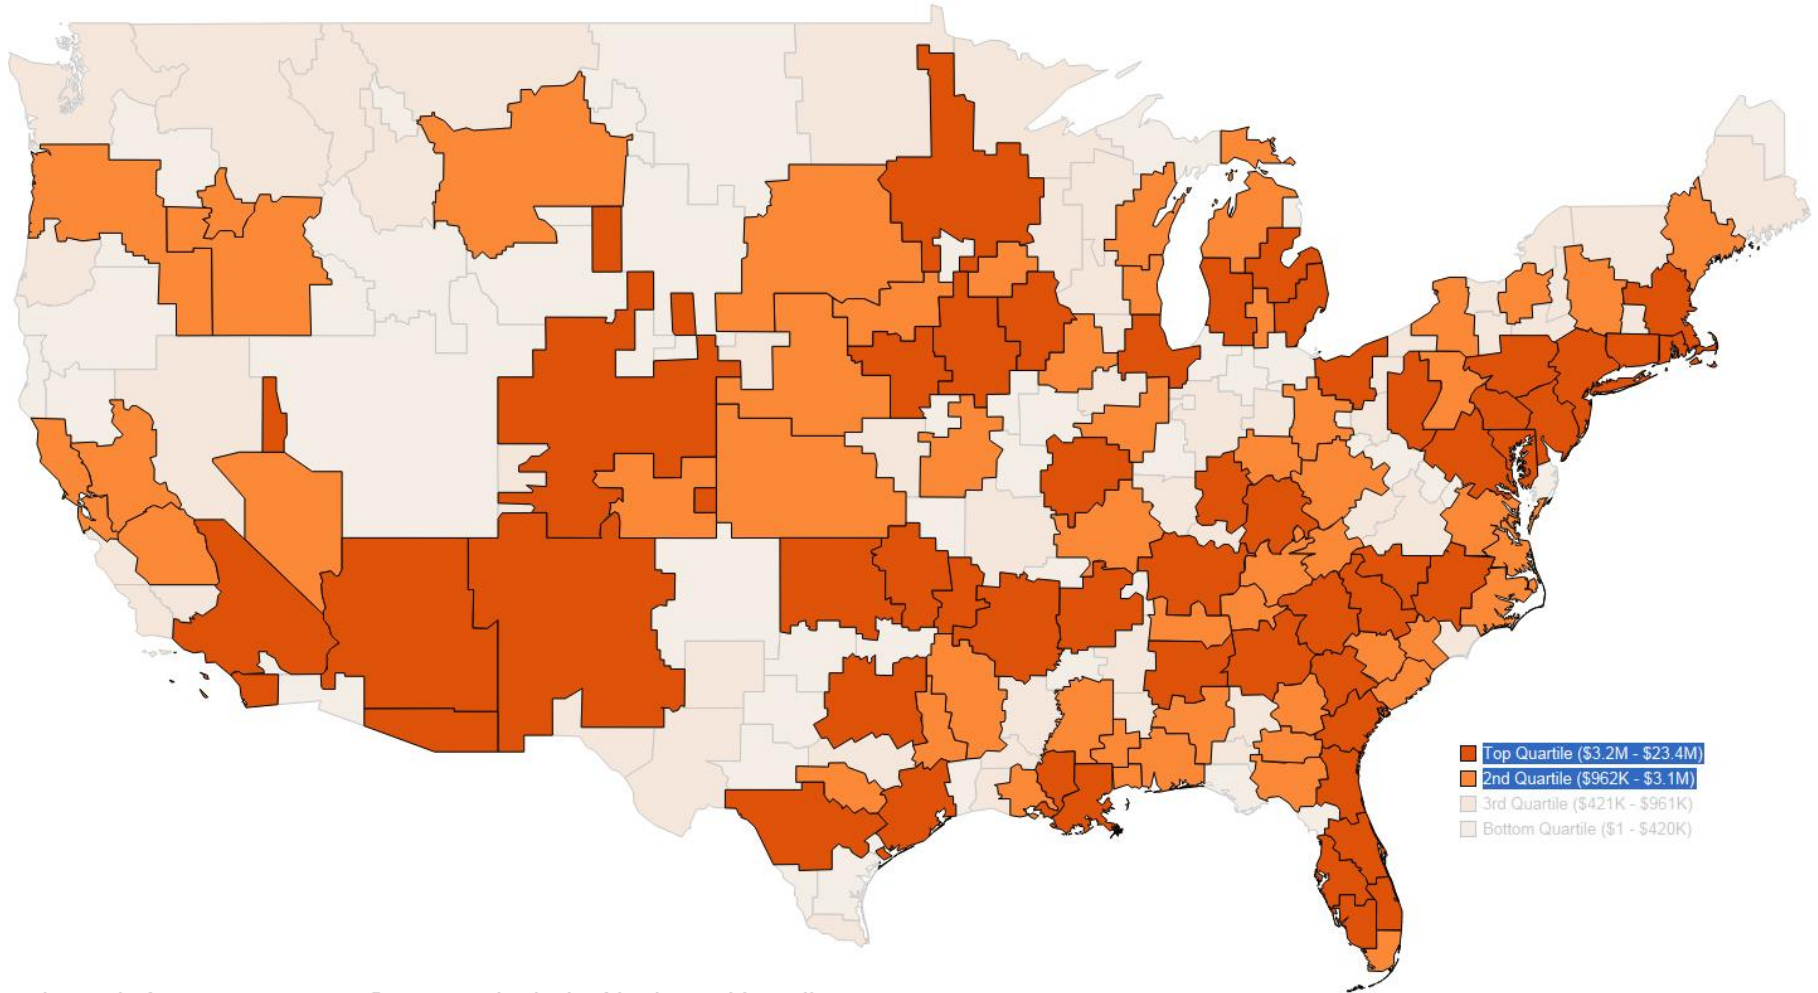 Top Quartile ($3.2M - $23.4M)
2nd Quartile ($962K - $3.1M)
3rd Quartile ($421K - $961K)
Bottom Quartile ($1 - $420K)